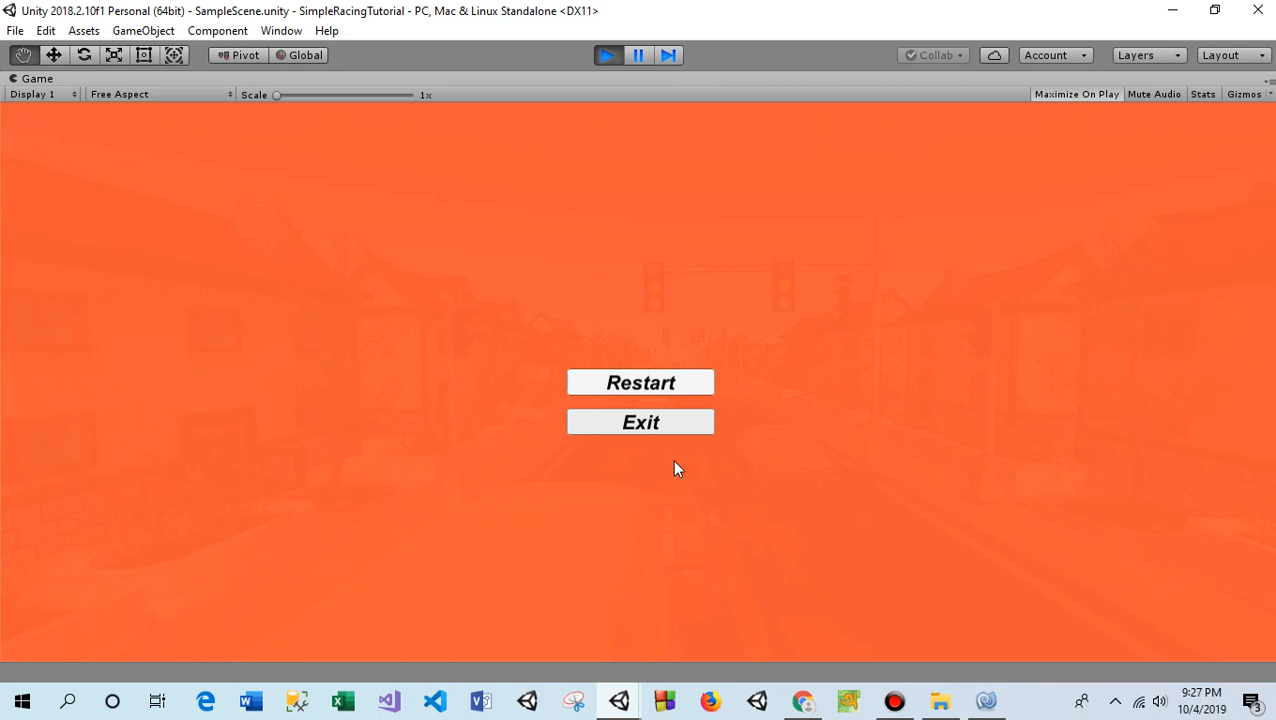 Unity 2018.2.10f1 Personal (64bit) - SampleScene.unity - SimpleRacingTutorial - PC, Mac & Linux Standalone <DX11>
File Edit Assets GameObject Component Window Help
Pivot Global Collab Account Layers Layout
Game
Display 1 Free Aspect Scale 1x Maximize On Play Mute Audio Stats Gizmos
Restart
Exit
9:27 PM
10/4/2019
3